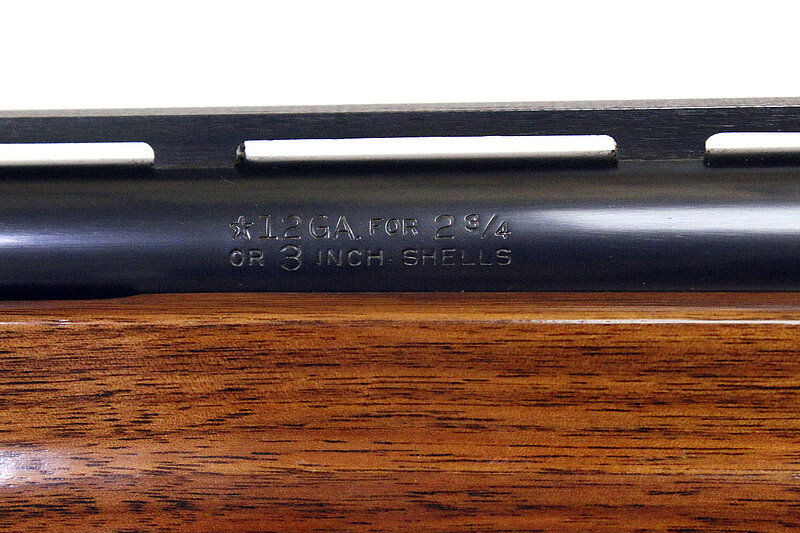 ★12GA. FOR 2 3/4
OR 3 INCH SHELLS